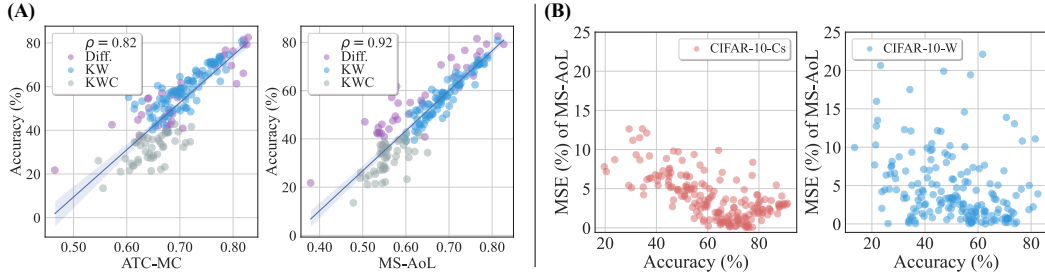 (A)
Accuracy (%)
80
60
40
20
0
ρ = 0.82
Diff.
KW
KWC
0.50
0.60
0.70
0.80
ATC-MC
Accuracy (%)
80
60
40
20
0
ρ = 0.92
Diff.
KW
KWC
0.40
0.50
0.60
0.70
0.80
MS-AoL
(B)
MSE (%) of MS-AoL
25
20
15
10
5
0
CIFAR-10-Cs
20
40
60
80
Accuracy (%)
MSE (%) of MS-AoL
25
20
15
10
5
0
CIFAR-10-W
20
40
60
80
Accuracy (%)